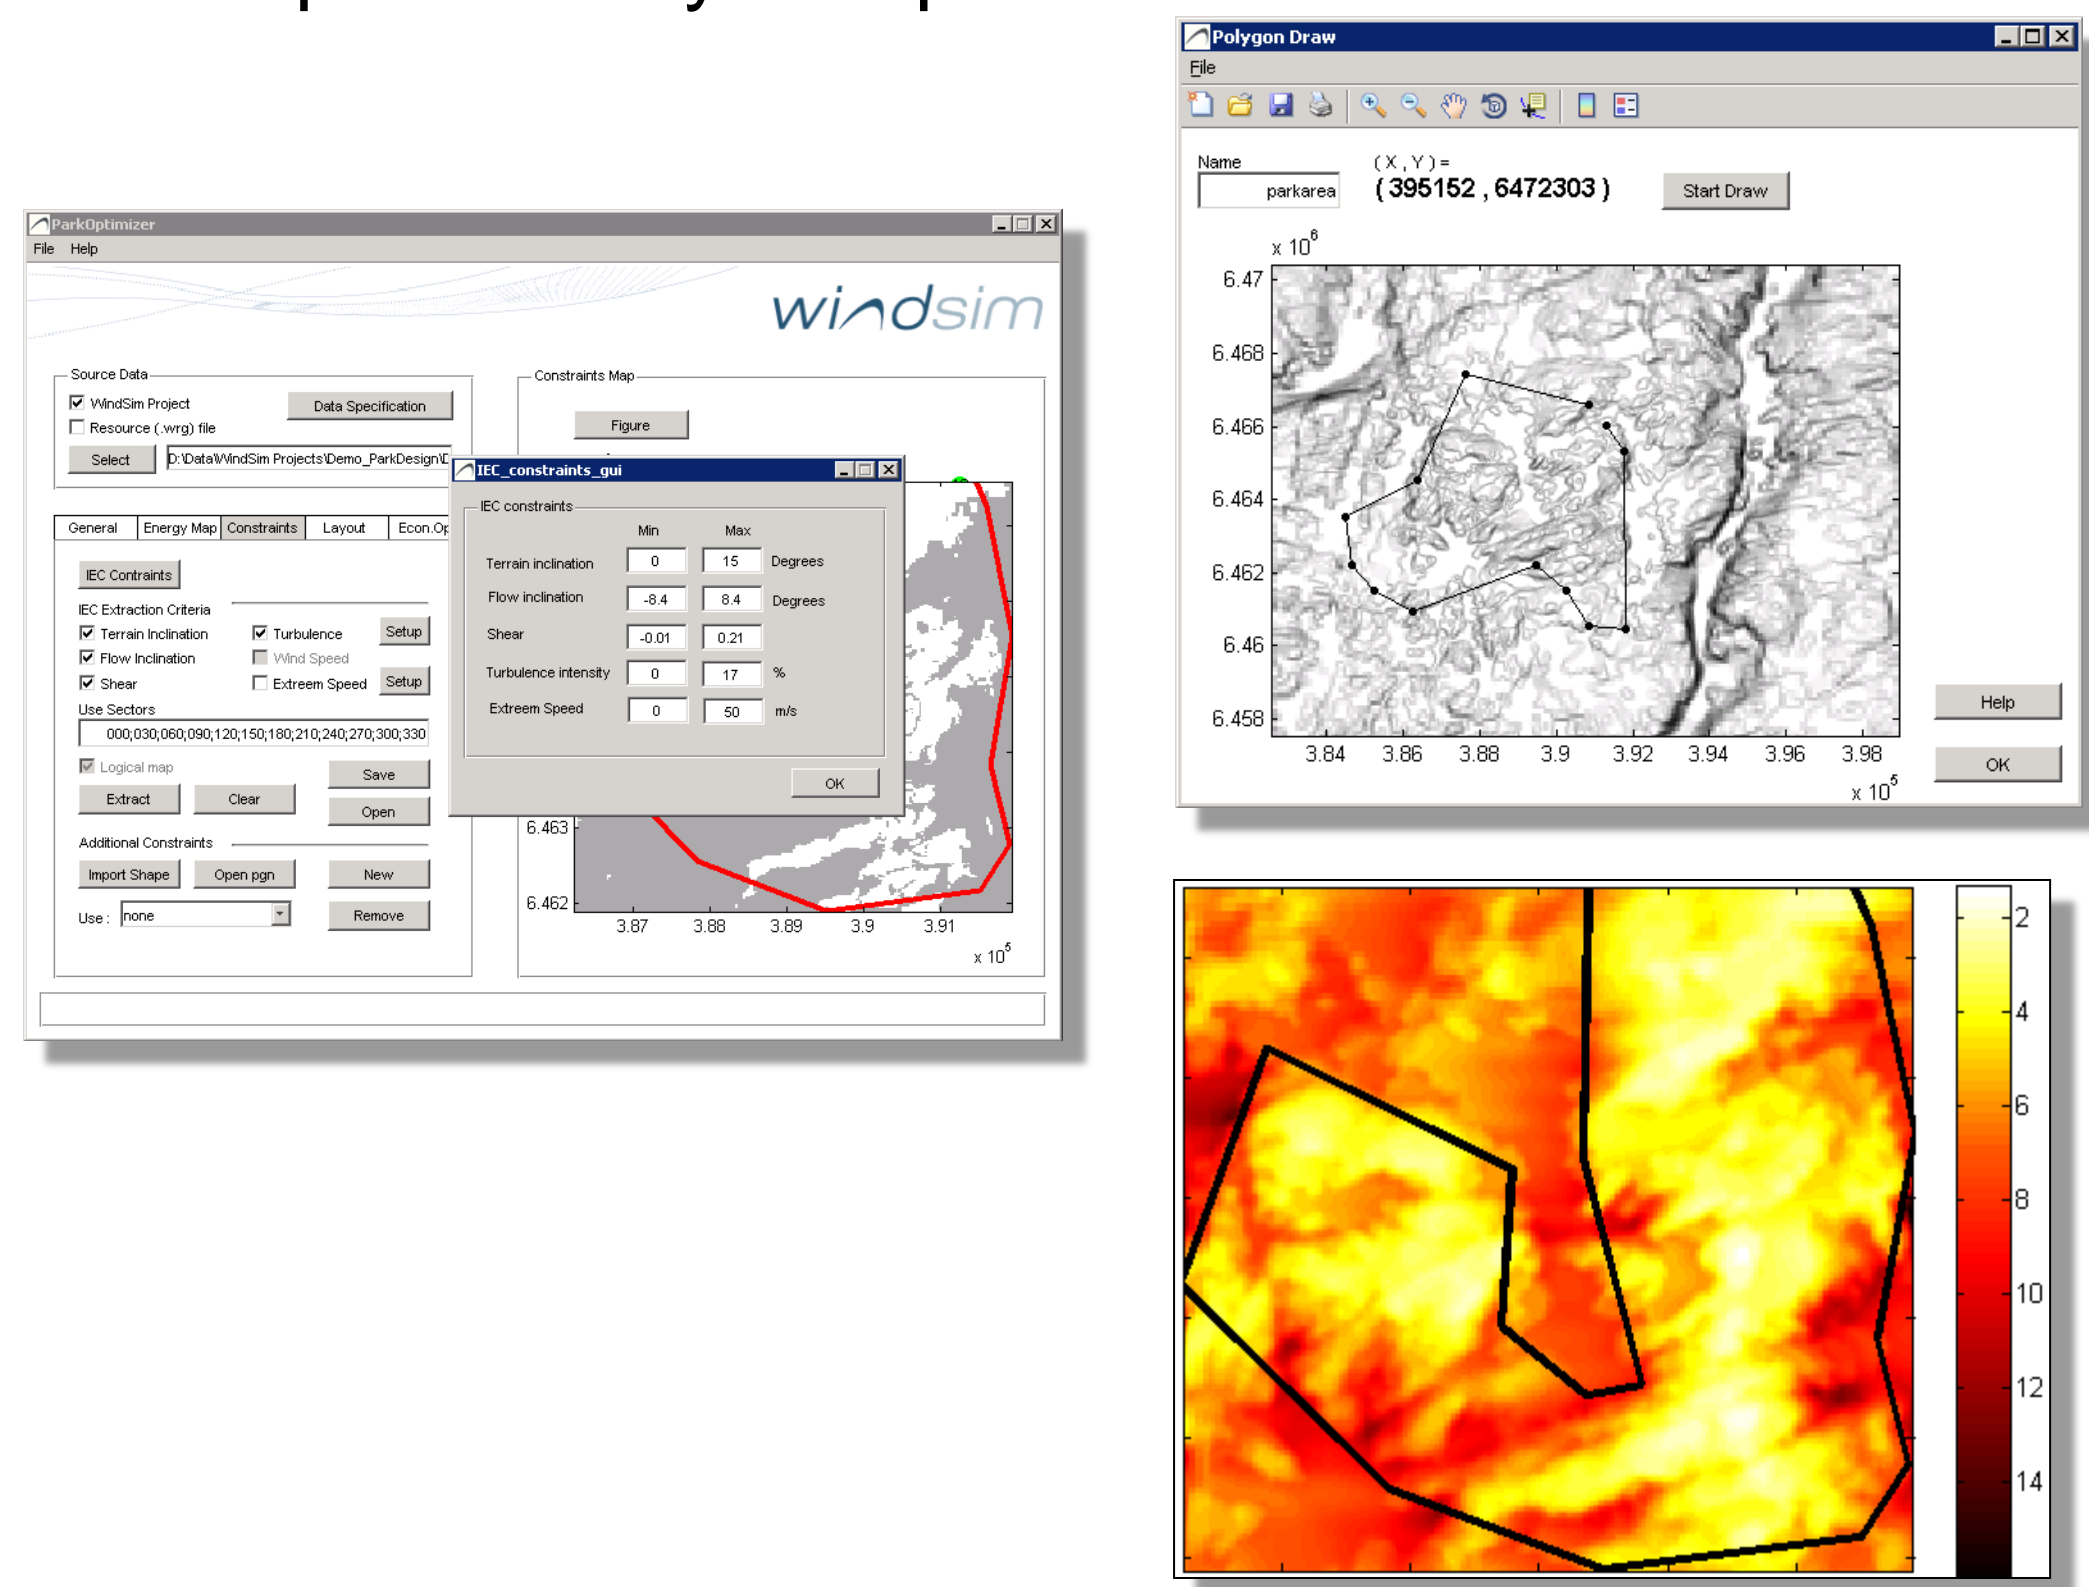 ParkOptimizer
File Help
windsim
Source Data
WindSim Project
Data Specification
Resource (.wrg) file
Select
D:\Data\WindSim Projects\Demo_ParkDesign\D
General Energy Map Constraints Layout Econ.Op
IEC Contraints
IEC Extraction Criteria
Terrain Inclination Turbulence Setup
Flow Inclination Wind Speed
Shear Extreem Speed Setup
Use Sectors
000;030;060;090;120;150;180;210;240;270;300;330
Logical map
Save
Extract Clear
Open
Additional Constraints
Import Shape Open pgn New
Use : none Remove
Constraints Map
Figure
6.463
6.462
3.87 3.88 3.89 3.9 3.91
x 10^5
IEC_constraints_gui
IEC constraints
Min Max
Terrain inclination 0 15 Degrees
Flow inclination -8.4 8.4 Degrees
Shear -0.01 0.21
Turbulence intensity 0 17 %
Extreem Speed 0 50 m/s
OK
Polygon Draw
File
Name
parkarea
( X , Y ) =
( 395152 , 6472303 )
Start Draw
x 10^6
6.47
6.468
6.466
6.464
6.462
6.46
6.458
3.84 3.86 3.88 3.9 3.92 3.94 3.96 3.98
x 10^5
Help
OK
2
4
6
8
10
12
14